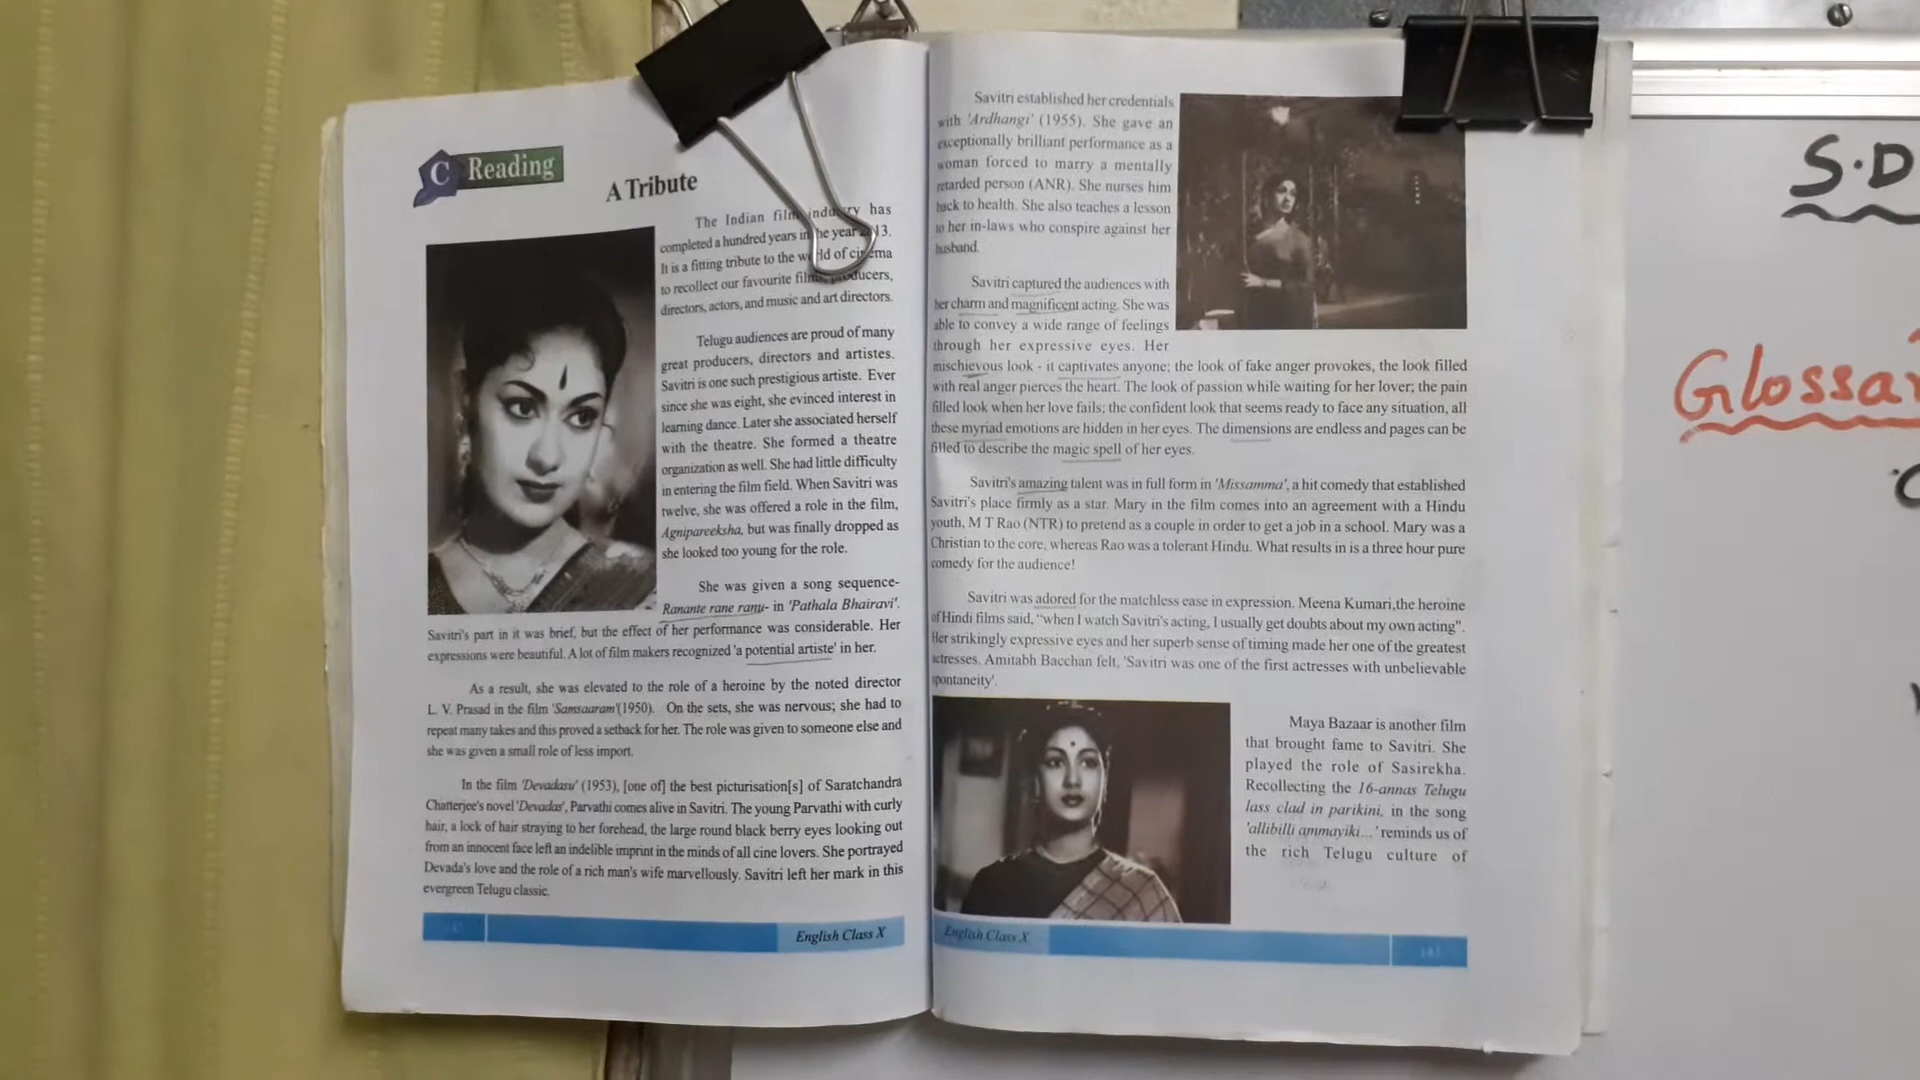 C Reading
A Tribute
The Indian film industry has
completed a hundred years in the year 2013.
It is a fitting tribute to the world of cinema
to recollect our favourite film producers,
directors, actors, and music and art directors.
Telugu audiences are proud of many
great producers, directors and artistes.
Savitri is one such prestigious artiste. Ever
since she was eight, she evinced interest in
learning dance. Later she associated herself
with the theatre. She formed a theatre
organization as well. She had little difficulty
in entering the film field. When Savitri was
twelve, she was offered a role in the film,
Agnipareeksha, but was finally dropped as
she looked too young for the role.
She was given a song sequence-
Ranante rane ranu- in 'Pathala Bhairavi'.
Savitri's part in it was brief, but the effect of her performance was considerable. Her
expressions were beautiful. A lot of film makers recognized 'a potential artiste' in her.
As a result, she was elevated to the role of a heroine by the noted director
L. V. Prasad in the film 'Samsaaram'(1950). On the sets, she was nervous; she had to
repeat many takes and this proved a setback for her. The role was given to someone else and
she was given a small role of less import.
In the film 'Devadasu' (1953), [one of] the best picturisation[s] of Saratchandra
Chatterjee's novel 'Devadas', Parvathi comes alive in Savitri. The young Parvathi with curly
hair, a lock of hair straying to her forehead, the large round black berry eyes looking out
from an innocent face left an indelible imprint in the minds of all cine lovers. She portrayed
Devada's love and the role of a rich man's wife marvellously. Savitri left her mark in this
evergreen Telugu classic.
English Class X
Savitri established her credentials
with 'Ardhangi' (1955). She gave an
exceptionally brilliant performance as a
woman forced to marry a mentally
retarded person (ANR). She nurses him
back to health. She also teaches a lesson
to her in-laws who conspire against her
husband.
Savitri captured the audiences with
her charm and magnificent acting. She was
able to convey a wide range of feelings
through her expressive eyes. Her
mischievous look - it captivates anyone; the look of fake anger provokes, the look filled
with real anger pierces the heart. The look of passion while waiting for her lover; the pain
filled look when her love fails; the confident look that seems ready to face any situation, all
these myriad emotions are hidden in her eyes. The dimensions are endless and pages can be
filled to describe the magic spell of her eyes.
Savitri's amazing talent was in full form in 'Missamma', a hit comedy that established
Savitri's place firmly as a star. Mary in the film comes into an agreement with a Hindu
youth, M T Rao (NTR) to pretend as a couple in order to get a job in a school. Mary was a
Christian to the core, whereas Rao was a tolerant Hindu. What results in is a three hour pure
comedy for the audience!
Savitri was adored for the matchless ease in expression. Meena Kumari,the heroine
of Hindi films said, "when I watch Savitri's acting, I usually get doubts about my own acting".
Her strikingly expressive eyes and her superb sense of timing made her one of the greatest
actresses. Amitabh Bacchan felt, 'Savitri was one of the first actresses with unbelievable
spontaneity'.
Maya Bazaar is another film
that brought fame to Savitri. She
played the role of Sasirekha.
Recollecting the 16-annas Telugu
lass clad in parikini, in the song
'allibilli ammayiki...' reminds us of
the rich Telugu culture of
English Class X
S.D
Glossar